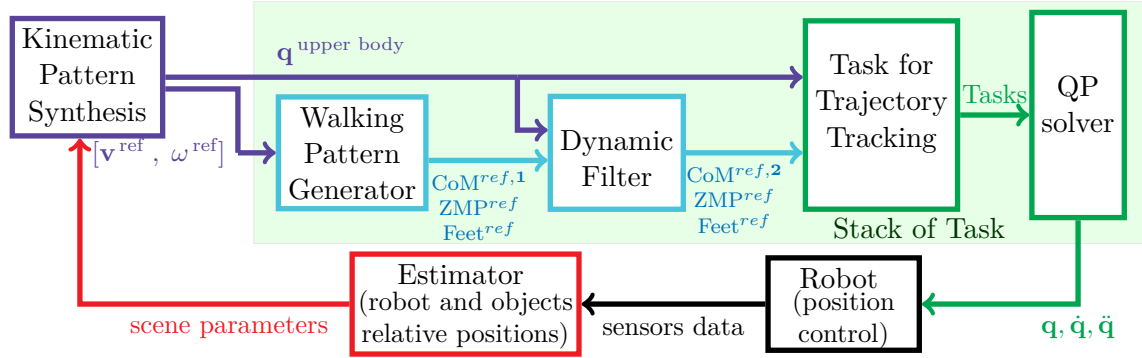 Kinematic
Pattern
Synthesis
q^upper body
[v^ref , ω^ref]
Walking
Pattern
Generator
CoM^ref,1
ZMP^ref
Feet^ref
Dynamic
Filter
CoM^ref,2
ZMP^ref
Feet^ref
Task for
Trajectory
Tracking
Tasks
QP
solver
Stack of Task
Estimator
(robot and objects
relative positions)
scene parameters
sensors data
Robot
(position
control)
q, q̇, q̈